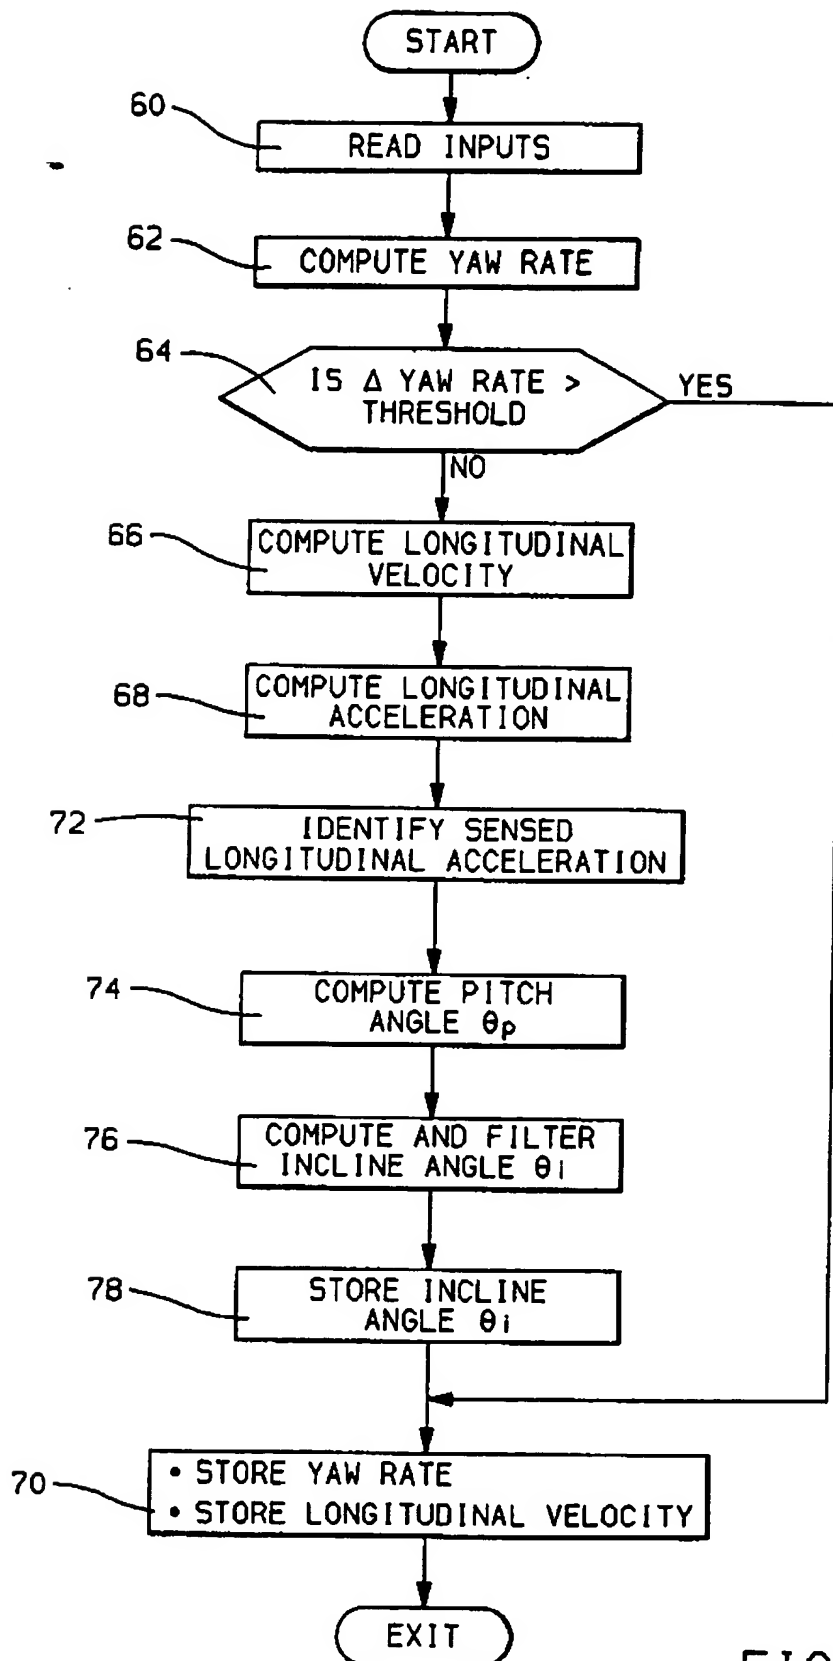 START
60
READ INPUTS
62
COMPUTE YAW RATE
64
IS Δ YAW RATE >
THRESHOLD
YES
NO
66
COMPUTE LONGITUDINAL
VELOCITY
68
COMPUTE LONGITUDINAL
ACCELERATION
72
IDENTIFY SENSED
LONGITUDINAL ACCELERATION
74
COMPUTE PITCH
ANGLE θp
76
COMPUTE AND FILTER
INCLINE ANGLE θi
78
STORE INCLINE
ANGLE θi
70
• STORE YAW RATE
• STORE LONGITUDINAL VELOCITY
EXIT